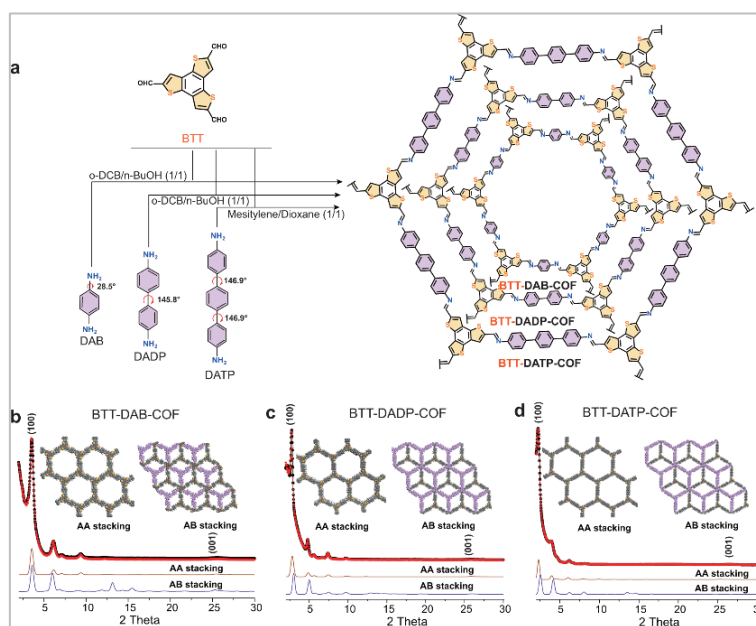 a
CHO
OHC
CHO
S
S
S
BTT
o-DCB/n-BuOH (1/1)
o-DCB/n-BuOH (1/1)
Mesitylene/Dioxane (1/1)
NH₂
28.5°
NH₂
DAB
NH₂
145.8°
NH₂
DADP
NH₂
146.9°
146.9°
NH₂
DATP
BTT-DAB-COF
BTT-DADP-COF
BTT-DATP-COF
b
BTT-DAB-COF
(100)
AA stacking
AB stacking
(001)
AA stacking
AB stacking
5 10 15 20 25 30
2 Theta
c
BTT-DADP-COF
(100)
AA stacking
AB stacking
(001)
AA stacking
AB stacking
5 10 15 20 25 30
2 Theta
d
BTT-DATP-COF
(100)
AA stacking
AB stacking
(001)
AA stacking
AB stacking
5 10 15 20 25 30
2 Theta